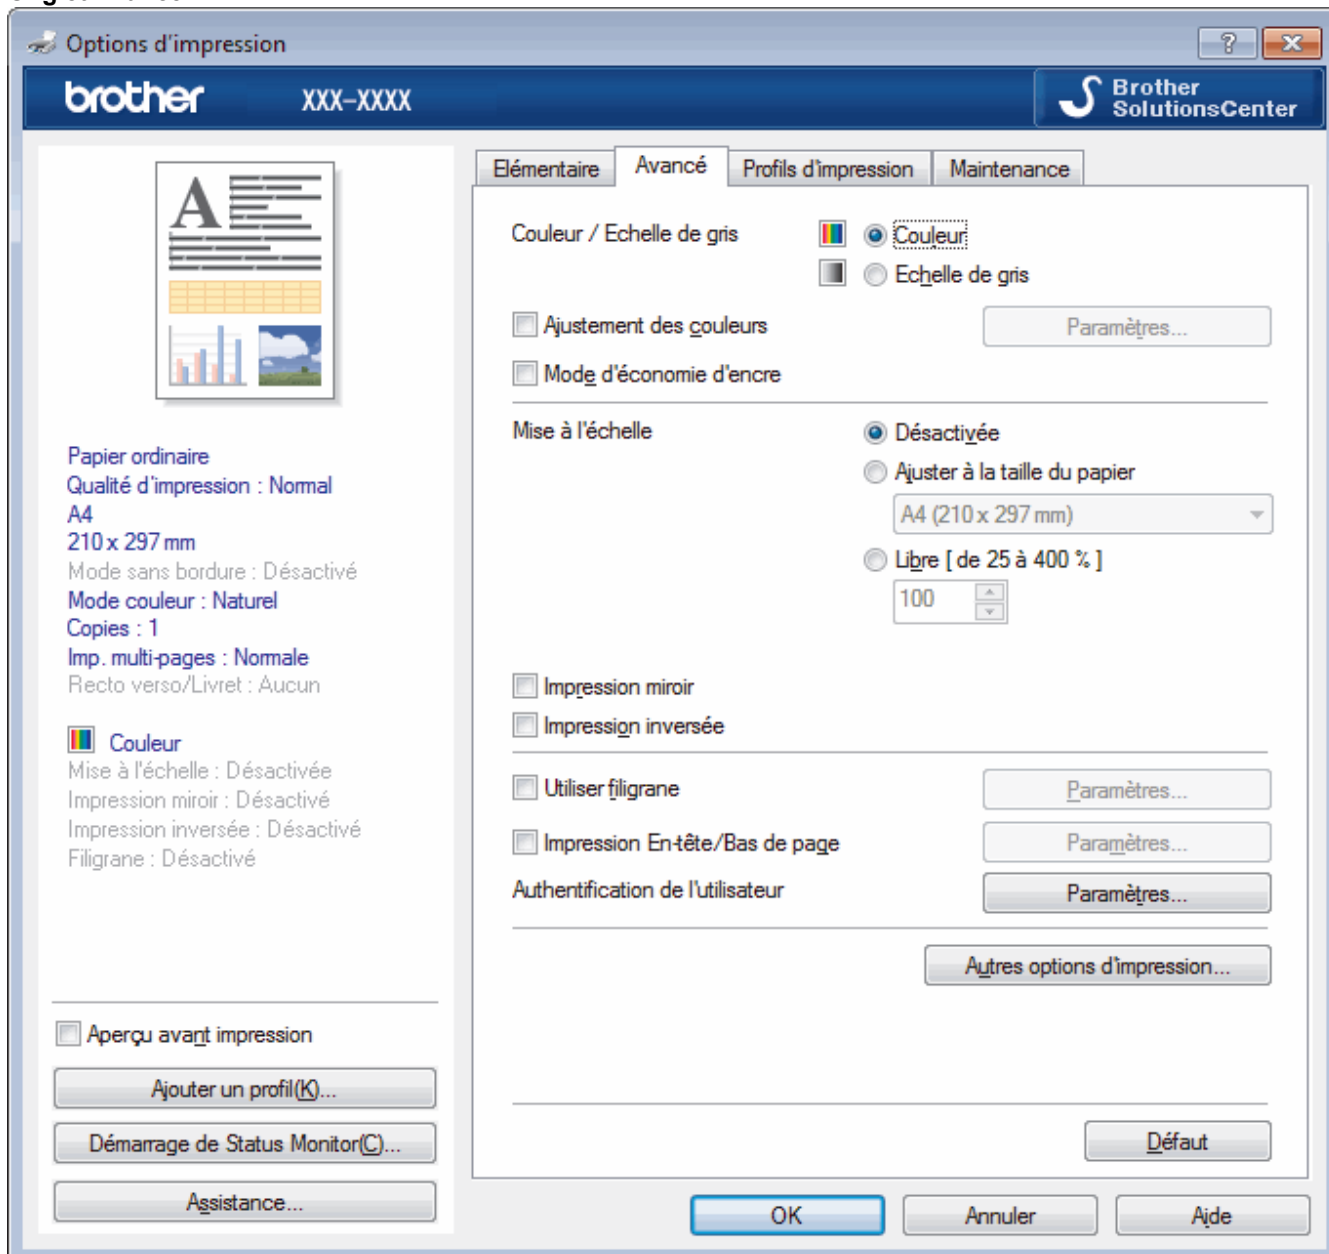 Options d'impression
brother XXX-XXXX
Brother
SolutionsCenter
A
Papier ordinaire
Qualité d'impression : Normal
A4
210 x 297 mm
Mode sans bordure : Désactivé
Mode couleur : Naturel
Copies : 1
Imp. multi-pages : Normale
Recto verso/Livret : Aucun
Couleur
Mise à l'échelle : Désactivée
Impression miroir : Désactivé
Impression inversée : Désactivé
Filigrane : Désactivé
Aperçu avant impression
Ajouter un profil(K)...
Démarrage de Status Monitor(C)...
Assistance...
Elémentaire Avancé Profils d'impression Maintenance
Couleur / Echelle de gris Couleur
Echelle de gris
Ajustement des couleurs Paramètres...
Mode d'économie d'encre
Mise à l'échelle Désactivée
Ajuster à la taille du papier
A4 (210 x 297 mm)
Libre [ de 25 à 400 % ]
100
Impression miroir
Impression inversée
Utiliser filigrane Paramètres...
Impression En-tête/Bas de page Paramètres...
Authentification de l'utilisateur Paramètres...
Autres options d'impression...
Défaut
OK Annuler Aide